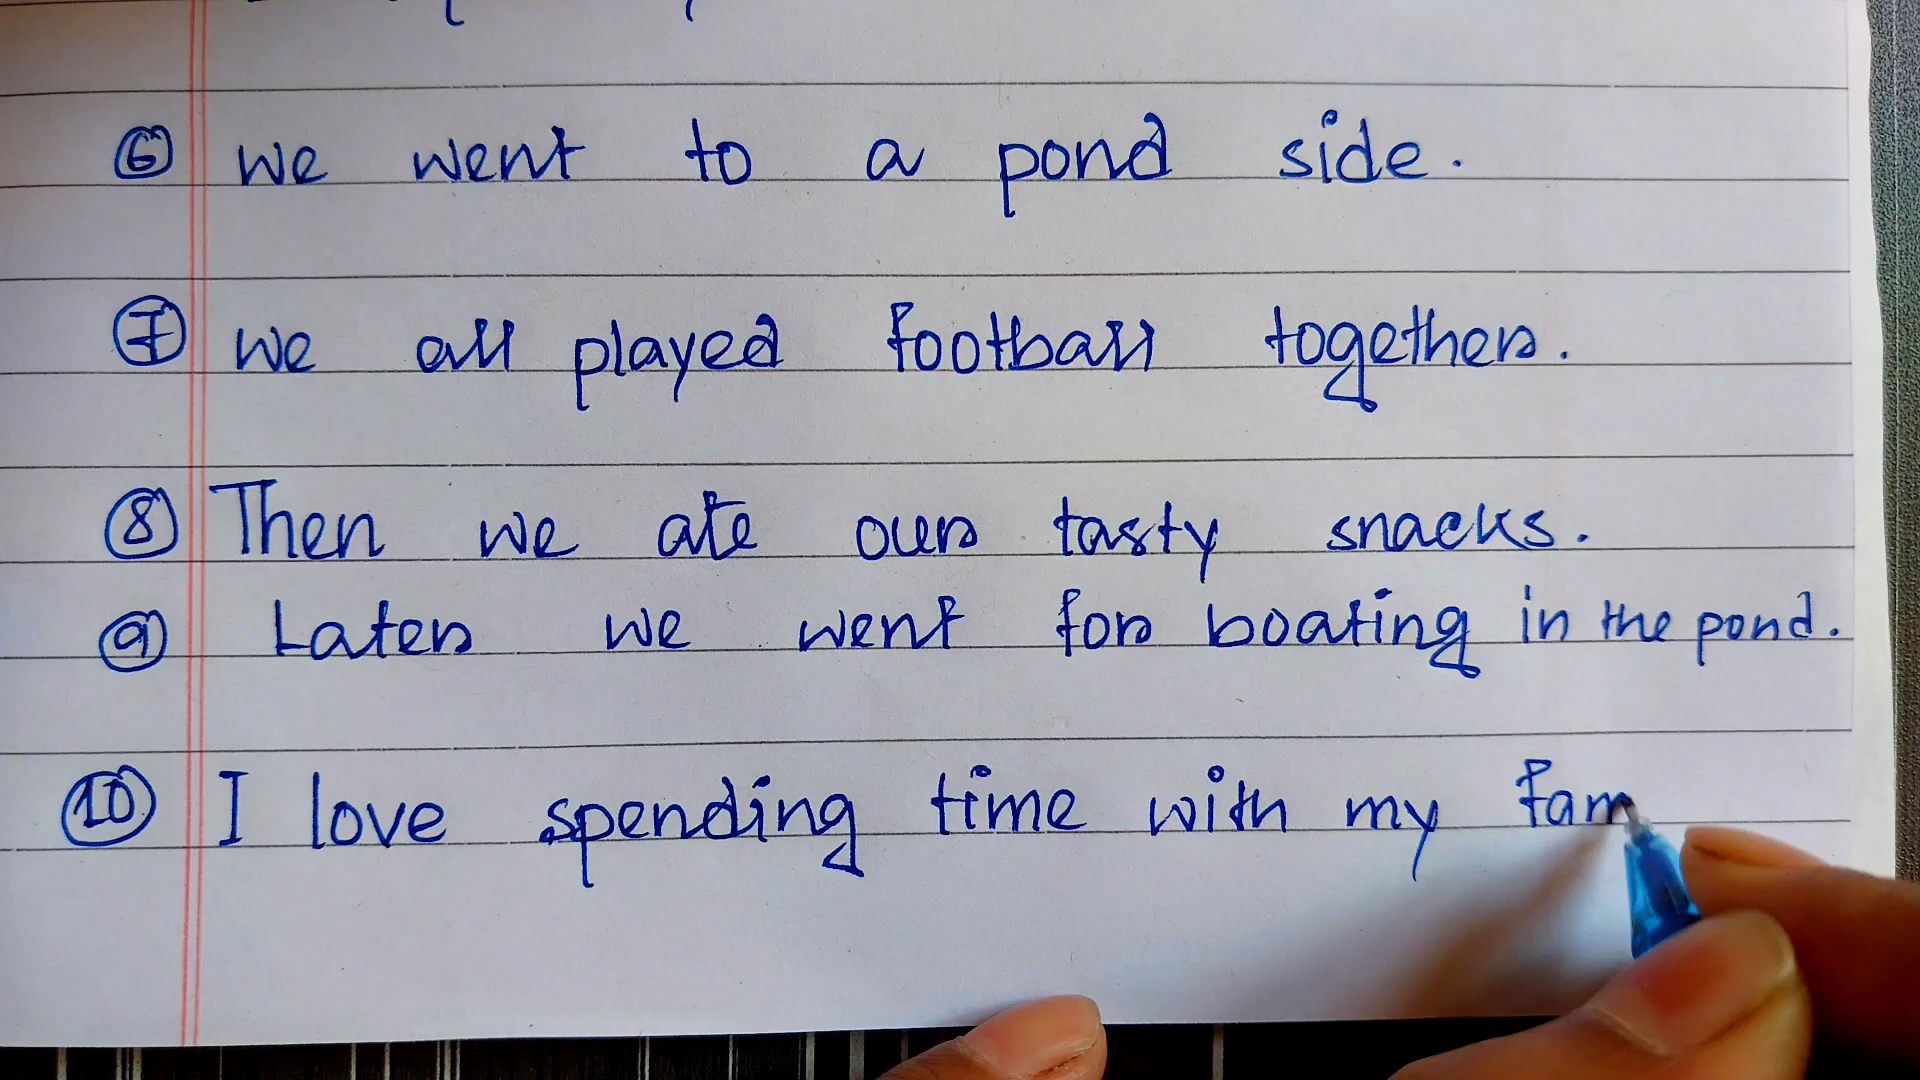 6 we went to a pond side.
7 we all played football together.
8 Then we ate our tasty snacks.
9 Later we went for boating in the pond.
10 I love spending time with my fam